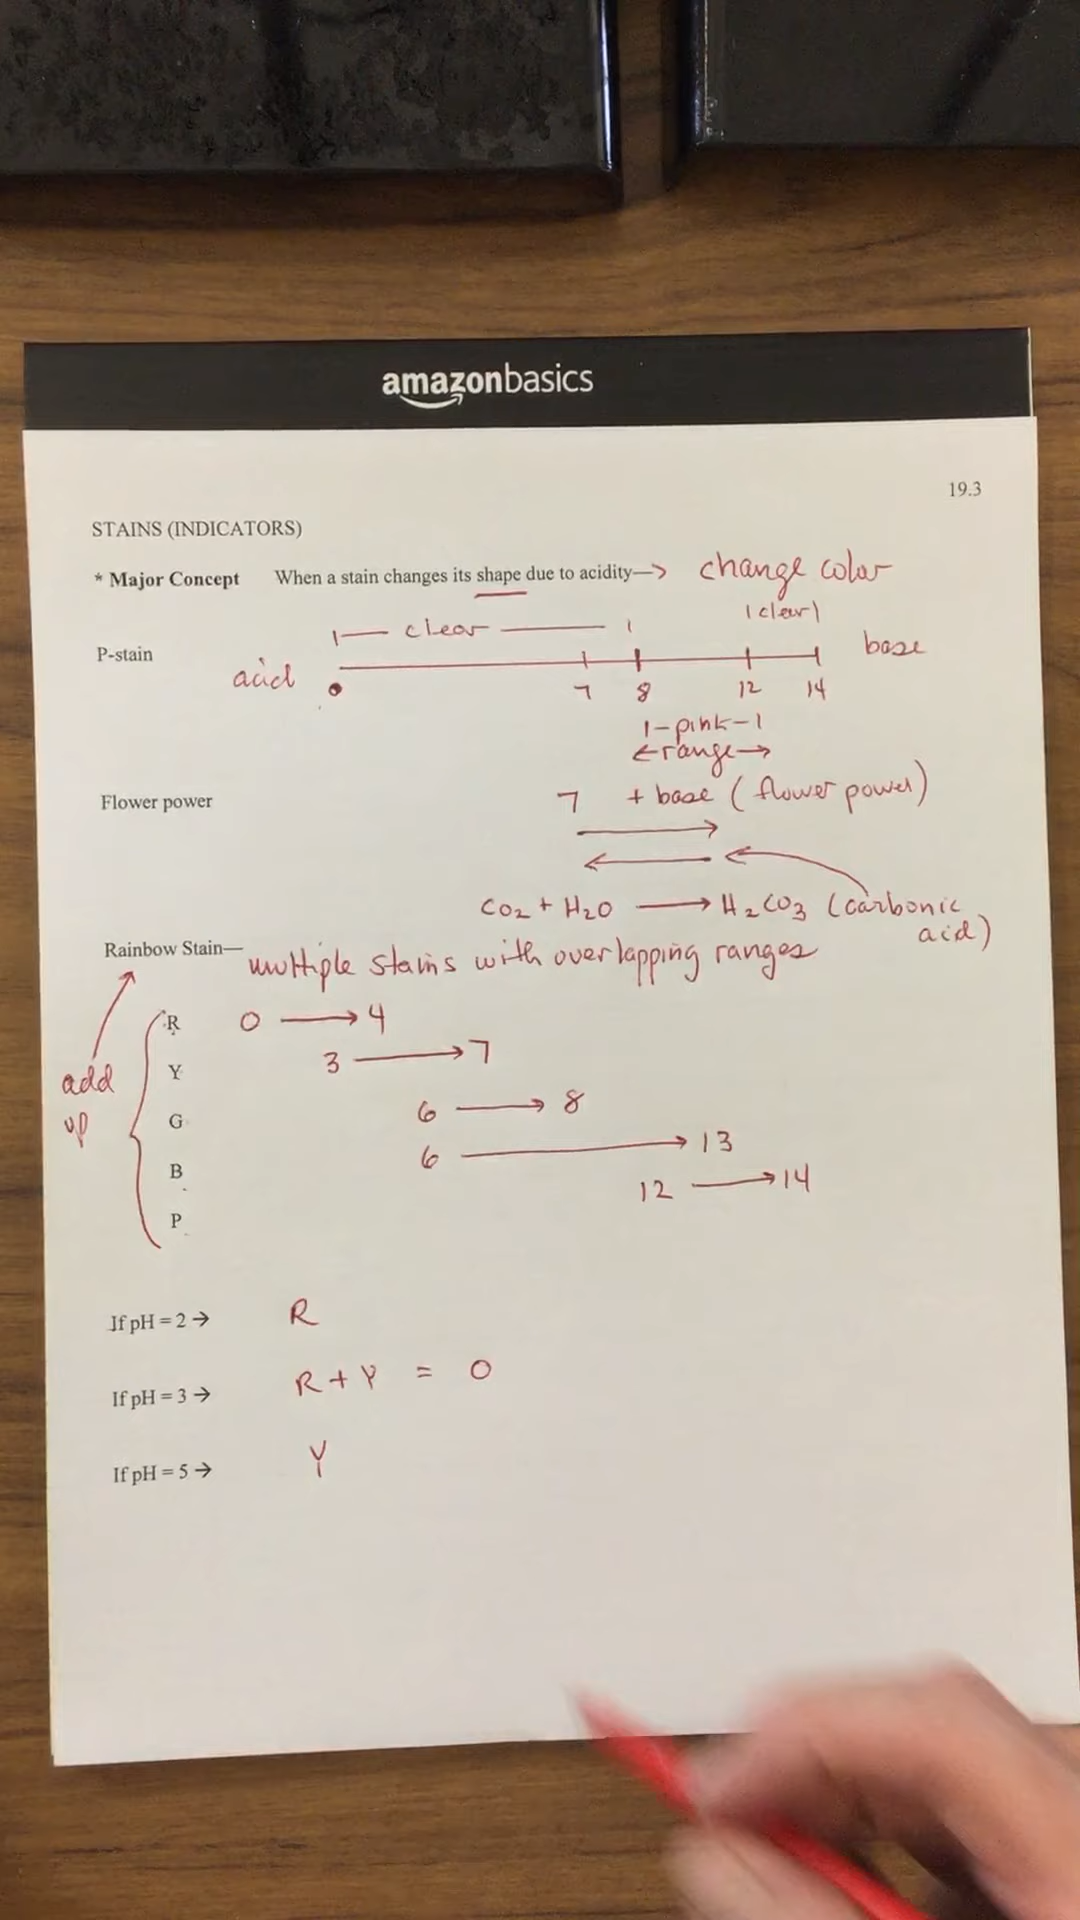 amazonbasics
19.3
STAINS (INDICATORS)
* Major Concept When a stain changes its shape due to acidity—> change color
|— clear ——— | |clear|
P-stain acid base
0 7 8 12 14
|-pink-|
<-range->
Flower power 7 + base (flower power)
CO2 + H2O → H2CO3 (carbonic
acid)
Rainbow Stain— multiple stains with overlapping ranges
R 0 → 4
3 → 7
add Y
up G 6 → 8
6 → 13
B 12 → 14
P
If pH = 2 → R
If pH = 3 → R + Y = O
If pH = 5 → Y